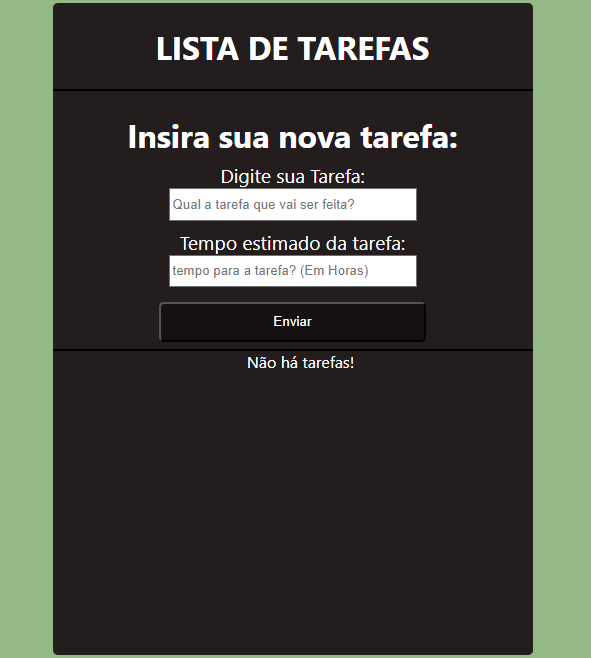 LISTA DE TAREFAS
Insira sua nova tarefa:
Digite sua Tarefa:
Qual a tarefa que vai ser feita?
Tempo estimado da tarefa:
tempo para a tarefa? (Em Horas)
Enviar
Não há tarefas!